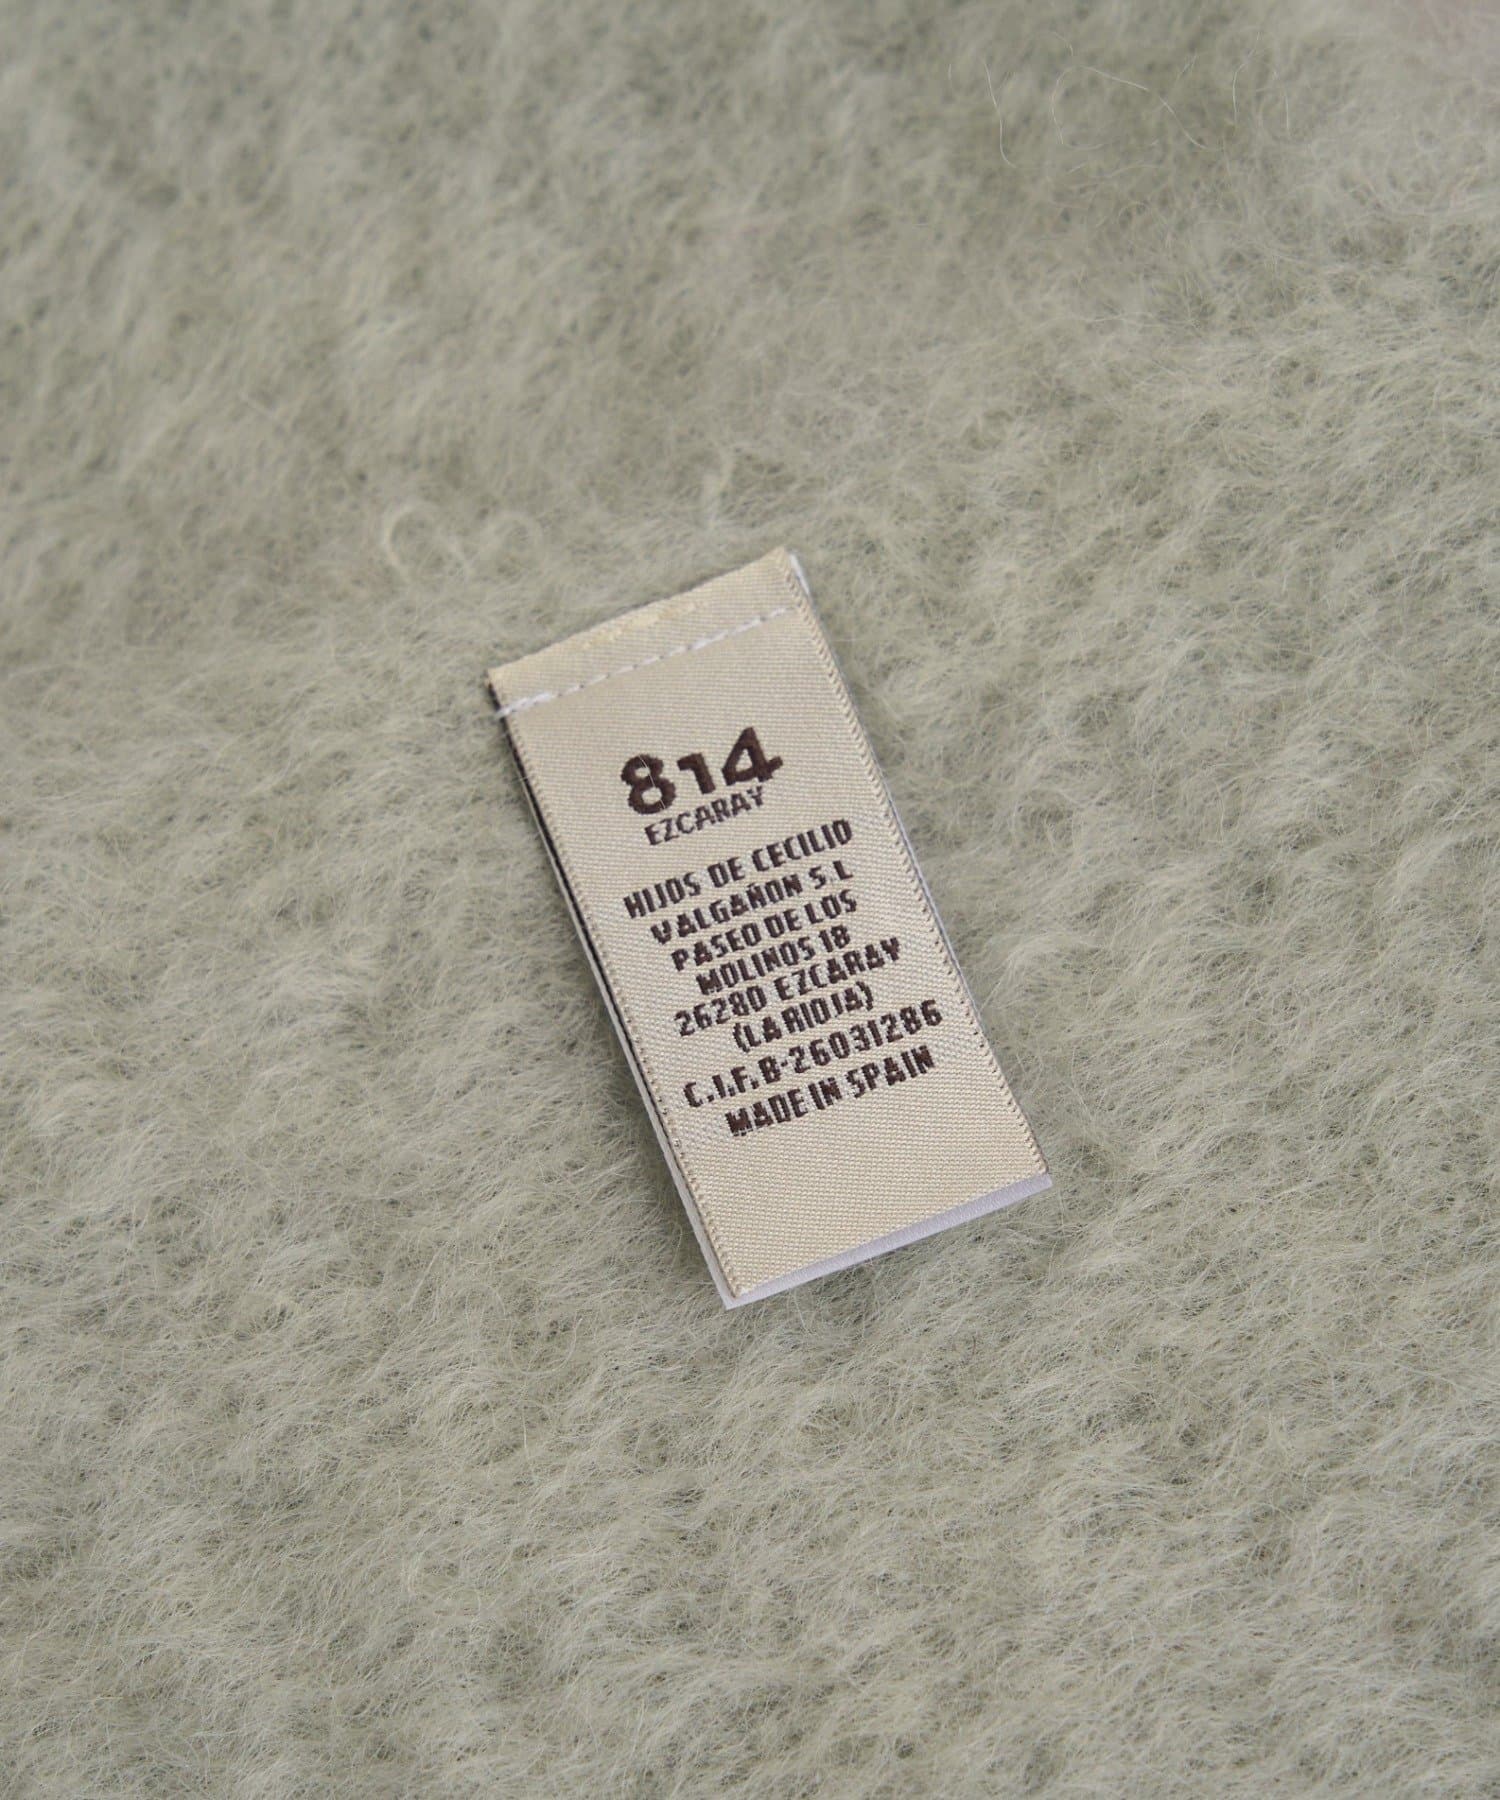 814
EZCARAY
HIJOS DE CECILIO
VALGAÑON S.L
PASEO DE LOS
MOLINOS 18
26280 EZCARAY
(LA RIOJA)
C.I.F. B-26031286
MADE IN SPAIN